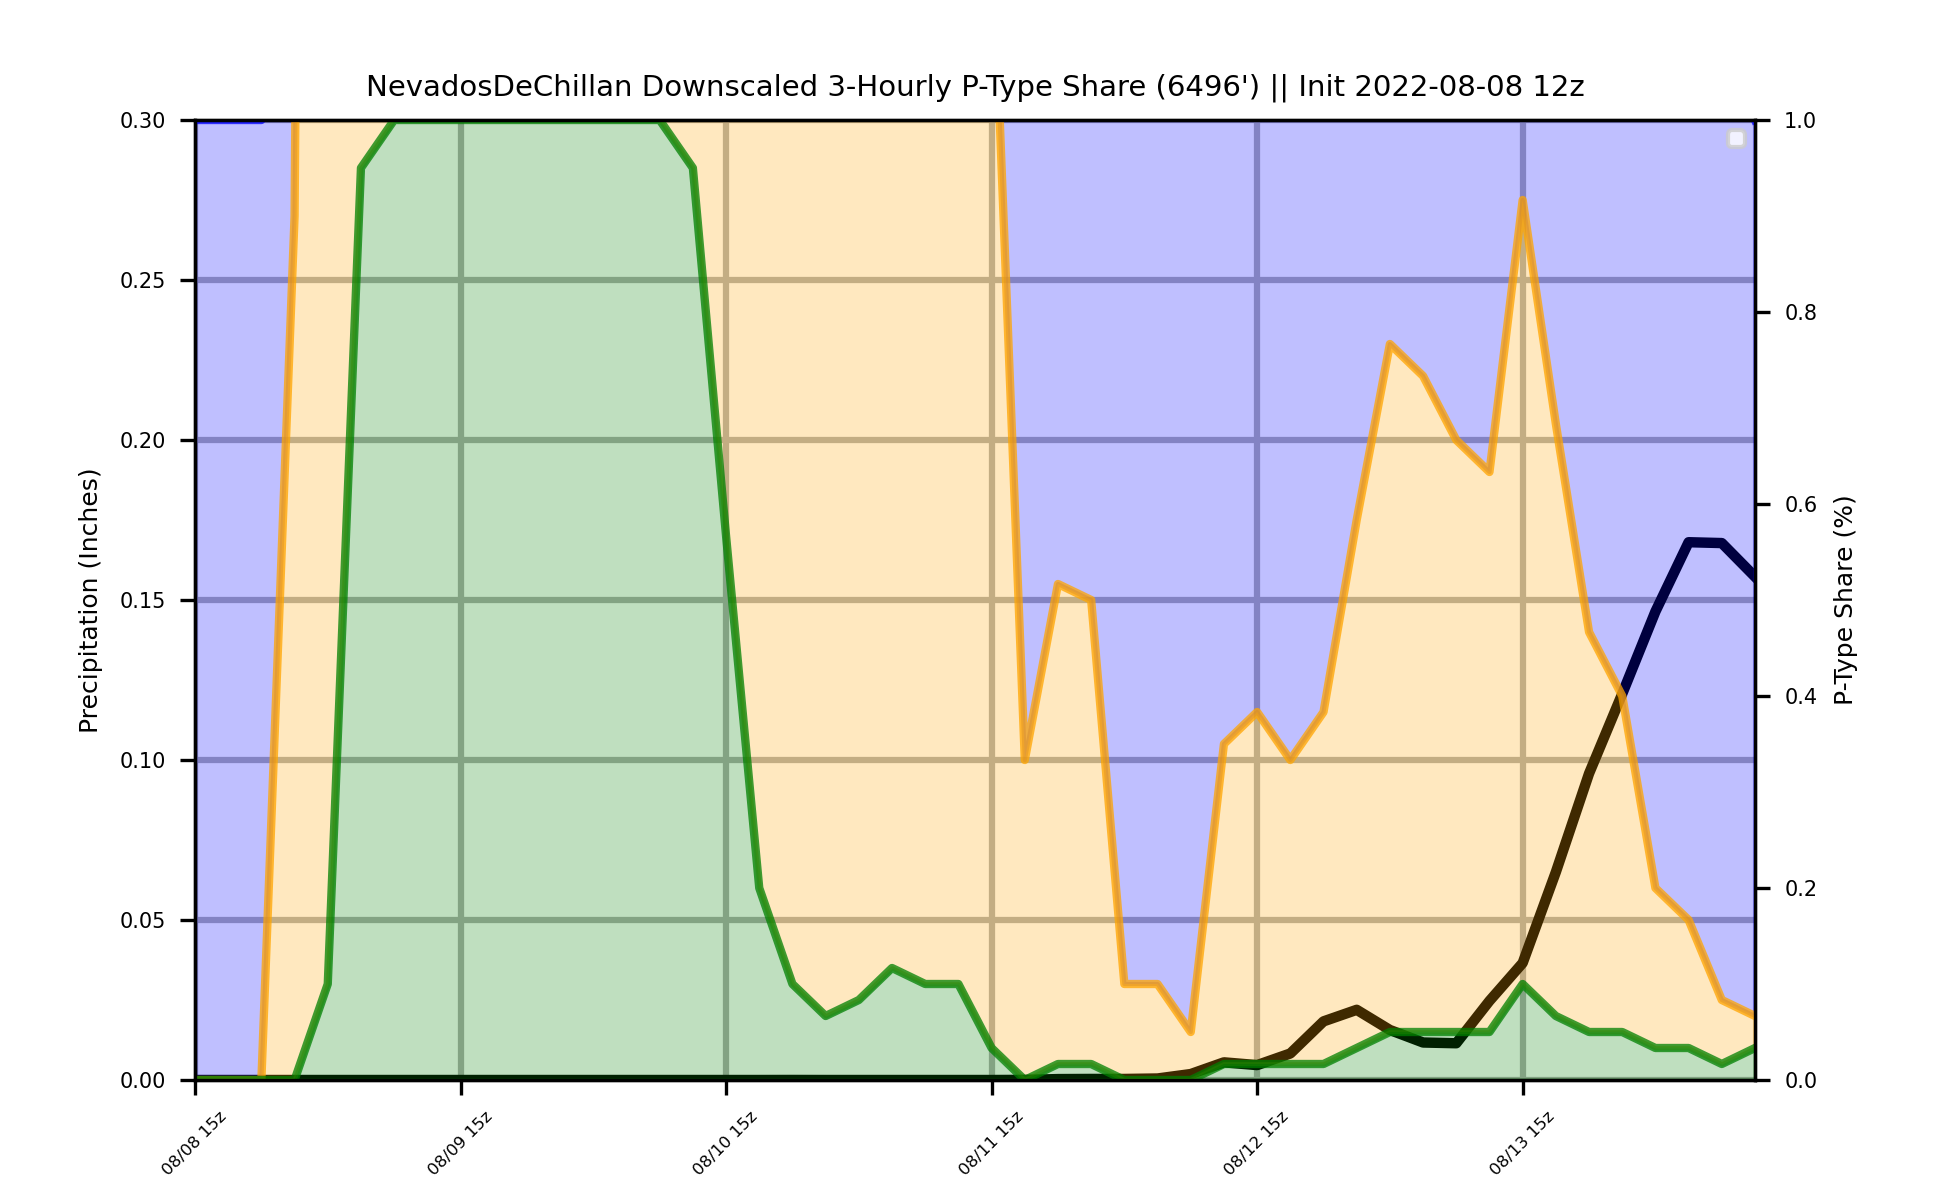 NevadosDeChillan Downscaled 3-Hourly P-Type Share (6496') || Init 2022-08-08 12z
0.30
0.25
0.20
0.15
0.10
0.05
0.00
Precipitation (Inches)
1.0
0.8
0.6
0.4
0.2
0.0
P-Type Share (%)
08/08 15z
08/09 15z
08/10 15z
08/11 15z
08/12 15z
08/13 15z